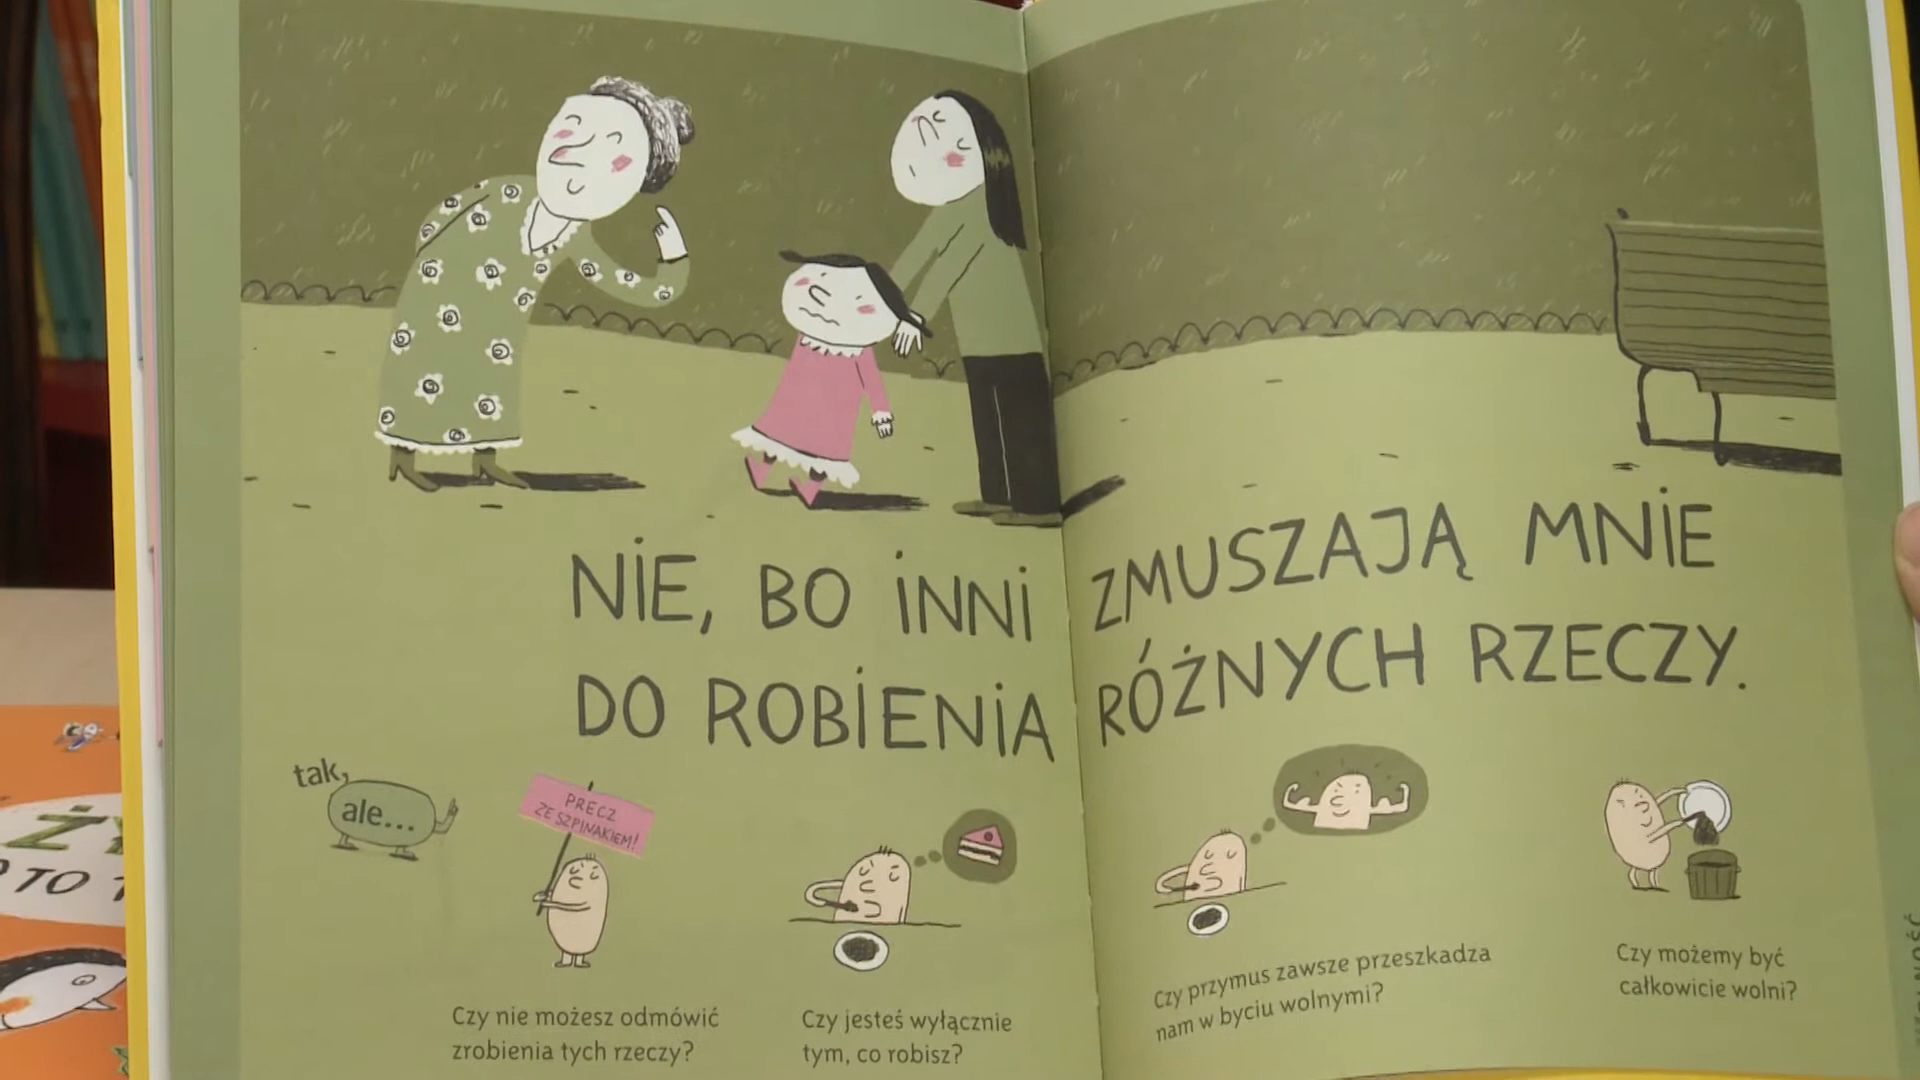 NIE, BO INNI ZMUSZAJĄ MNIE
DO ROBIENIA RÓŻNYCH RZECZY.
tak,
ale...
PRECZ
ZE SZPINAKIEM!
Czy nie możesz odmówić
zrobienia tych rzeczy?
Czy jesteś wyłącznie
tym, co robisz?
Czy przymus zawsze przeszkadza
nam w byciu wolnymi?
Czy możemy być
całkowicie wolni?
TO